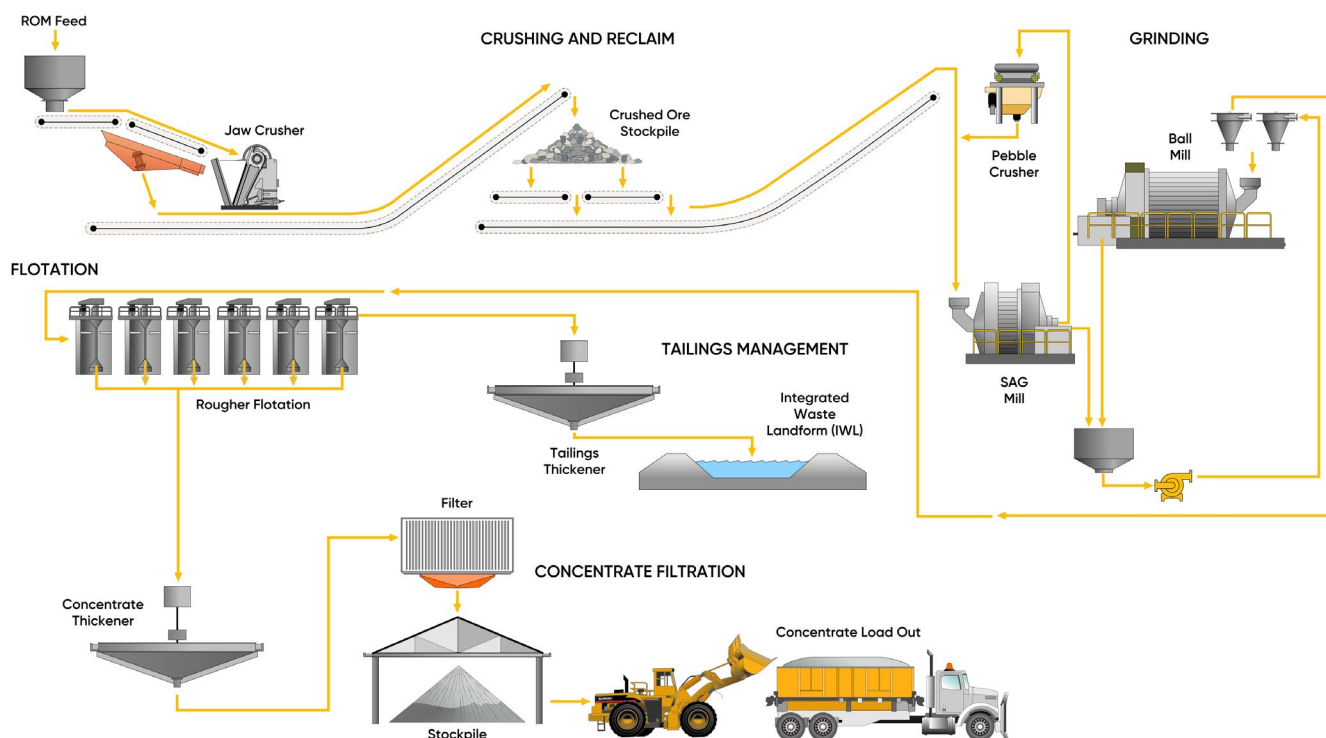 ROM Feed
CRUSHING AND RECLAIM
GRINDING
Jaw Crusher
Crushed Ore
Stockpile
Pebble
Crusher
Ball
Mill
FLOTATION
Rougher Flotation
TAILINGS MANAGEMENT
SAG
Mill
Integrated
Waste
Landform (IWL)
Tailings
Thickener
Filter
CONCENTRATE FILTRATION
Concentrate
Thickener
Concentrate Load Out
Stockpile